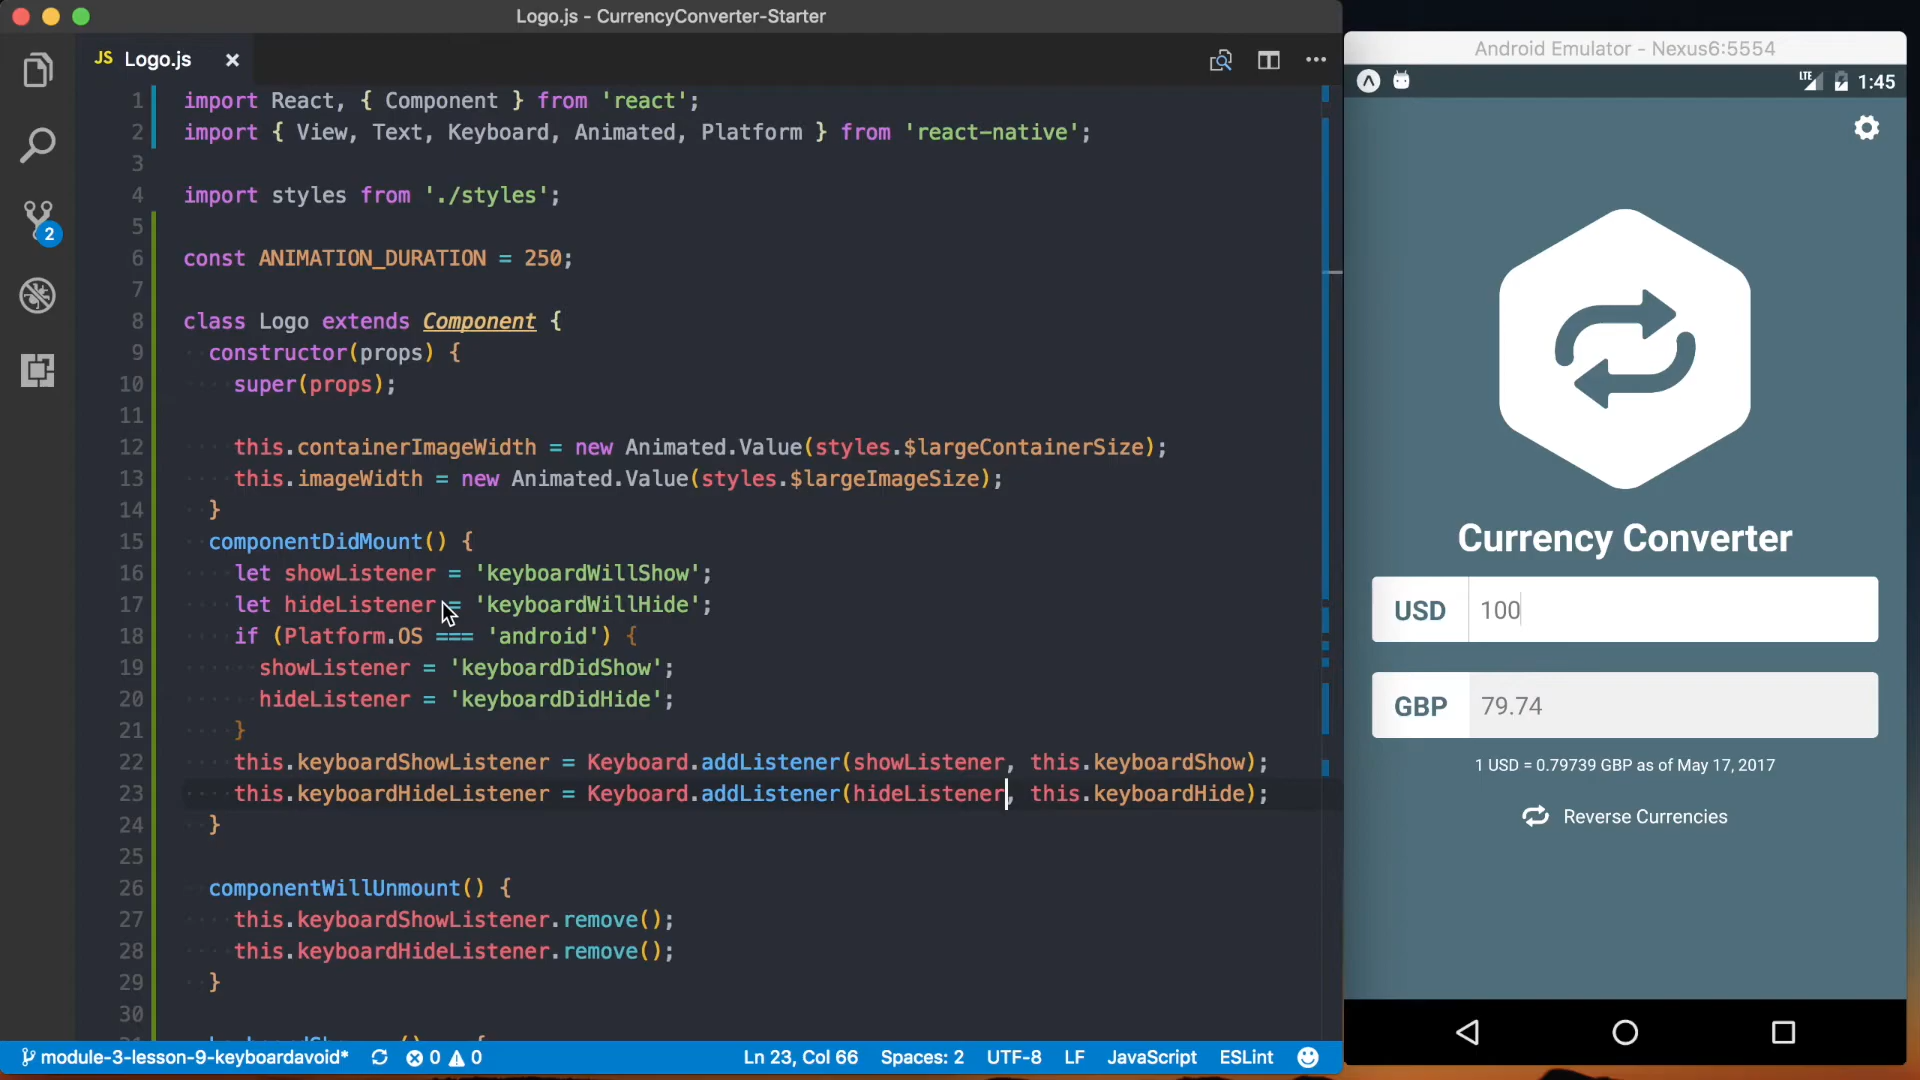 Logo.js - CurrencyConverter-Starter
JS Logo.js
1 import React, { Component } from 'react';
2 import { View, Text, Keyboard, Animated, Platform } from 'react-native';
3
4 import styles from './styles';
5
6 const ANIMATION_DURATION = 250;
7
8 class Logo extends Component {
9 constructor(props) {
10 super(props);
11
12 this.containerImageWidth = new Animated.Value(styles.$largeContainerSize);
13 this.imageWidth = new Animated.Value(styles.$largeImageSize);
14 }
15 componentDidMount() {
16 let showListener = 'keyboardWillShow';
17 let hideListener = 'keyboardWillHide';
18 if (Platform.OS === 'android') {
19 showListener = 'keyboardDidShow';
20 hideListener = 'keyboardDidHide';
21 }
22 this.keyboardShowListener = Keyboard.addListener(showListener, this.keyboardShow);
23 this.keyboardHideListener = Keyboard.addListener(hideListener, this.keyboardHide);
24 }
25
26 componentWillUnmount() {
27 this.keyboardShowListener.remove();
28 this.keyboardHideListener.remove();
29 }
30
2
module-3-lesson-9-keyboardavoid* 0 0 Ln 23, Col 66 Spaces: 2 UTF-8 LF JavaScript ESLint
Android Emulator - Nexus6:5554
LTE 1:45
Currency Converter
USD 100
GBP 79.74
1 USD = 0.79739 GBP as of May 17, 2017
Reverse Currencies